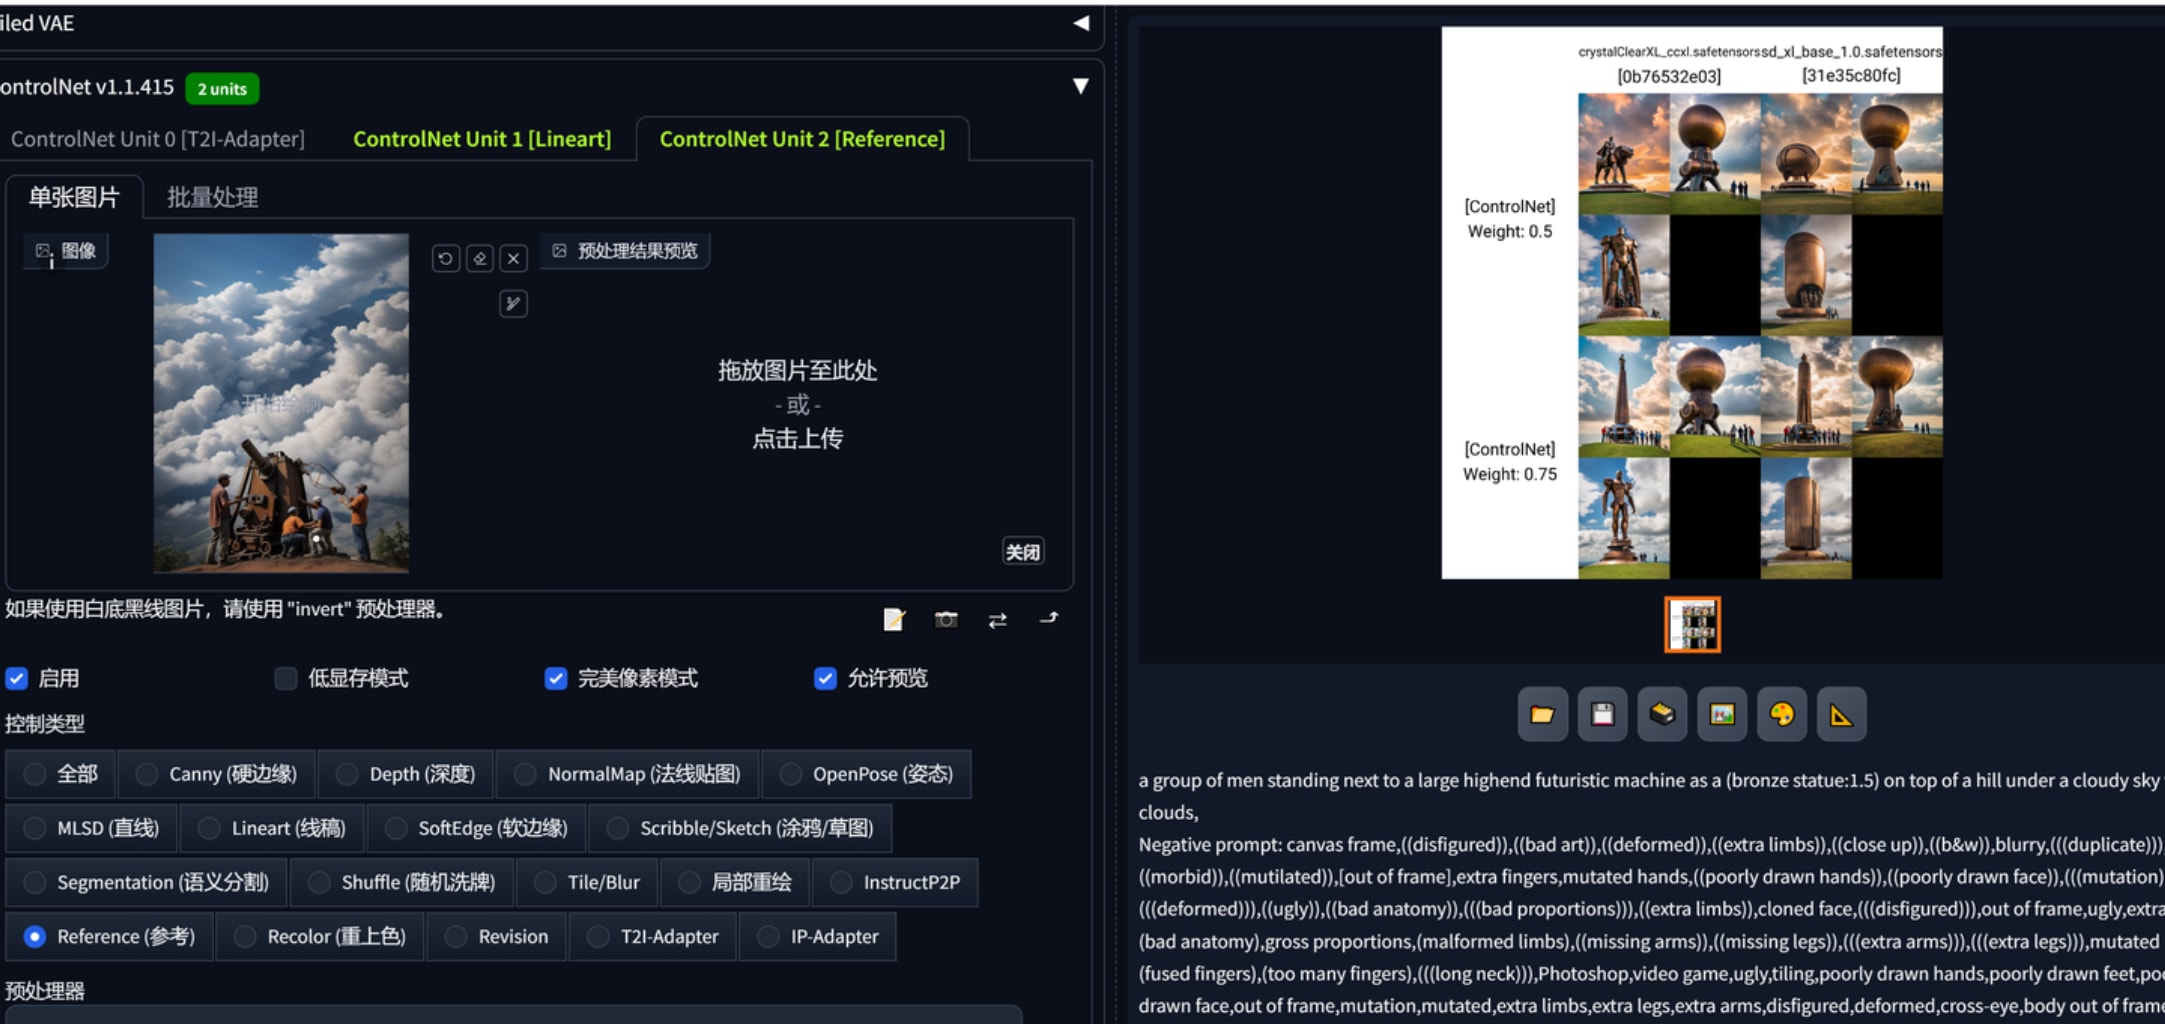 iled VAE
ontrolNet v1.1.415 2 units
ControlNet Unit 0 [T2I-Adapter] ControlNet Unit 1 [Lineart] ControlNet Unit 2 [Reference]
单张图片 批量处理
图像
预处理结果预览
开始绘制
拖放图片至此处
- 或 -
点击上传
关闭
如果使用白底黑线图片，请使用 "invert" 预处理器。
启用 低显存模式 完美像素模式 允许预览
控制类型
全部 Canny (硬边缘) Depth (深度) NormalMap (法线贴图) OpenPose (姿态)
MLSD (直线) Lineart (线稿) SoftEdge (软边缘) Scribble/Sketch (涂鸦/草图)
Segmentation (语义分割) Shuffle (随机洗牌) Tile/Blur 局部重绘 InstructP2P
Reference (参考) Recolor (重上色) Revision T2I-Adapter IP-Adapter
预处理器
crystalClearXL_ccxl.safetensors sd_xl_base_1.0.safetensors
[0b76532e03] [31e35c80fc]
[ControlNet]
Weight: 0.5
[ControlNet]
Weight: 0.75
a group of men standing next to a large highend futuristic machine as a (bronze statue:1.5) on top of a hill under a cloudy sky
clouds,
Negative prompt: canvas frame,((disfigured)),((bad art)),((deformed)),((extra limbs)),((close up)),((b&w)),blurry,(((duplicate))),
((morbid)),((mutilated)),[out of frame],extra fingers,mutated hands,((poorly drawn hands)),((poorly drawn face)),(((mutation)
(((deformed))),((ugly)),((bad anatomy)),(((bad proportions))),((extra limbs)),cloned face,(((disfigured))),out of frame,ugly,extra
(bad anatomy),gross proportions,(malformed limbs),((missing arms)),((missing legs)),(((extra arms))),(((extra legs))),mutated
(fused fingers),(too many fingers),(((long neck))),Photoshop,video game,ugly,tiling,poorly drawn hands,poorly drawn feet,poo
drawn face,out of frame,mutation,mutated,extra limbs,extra legs,extra arms,disfigured,deformed,cross-eye,body out of frame